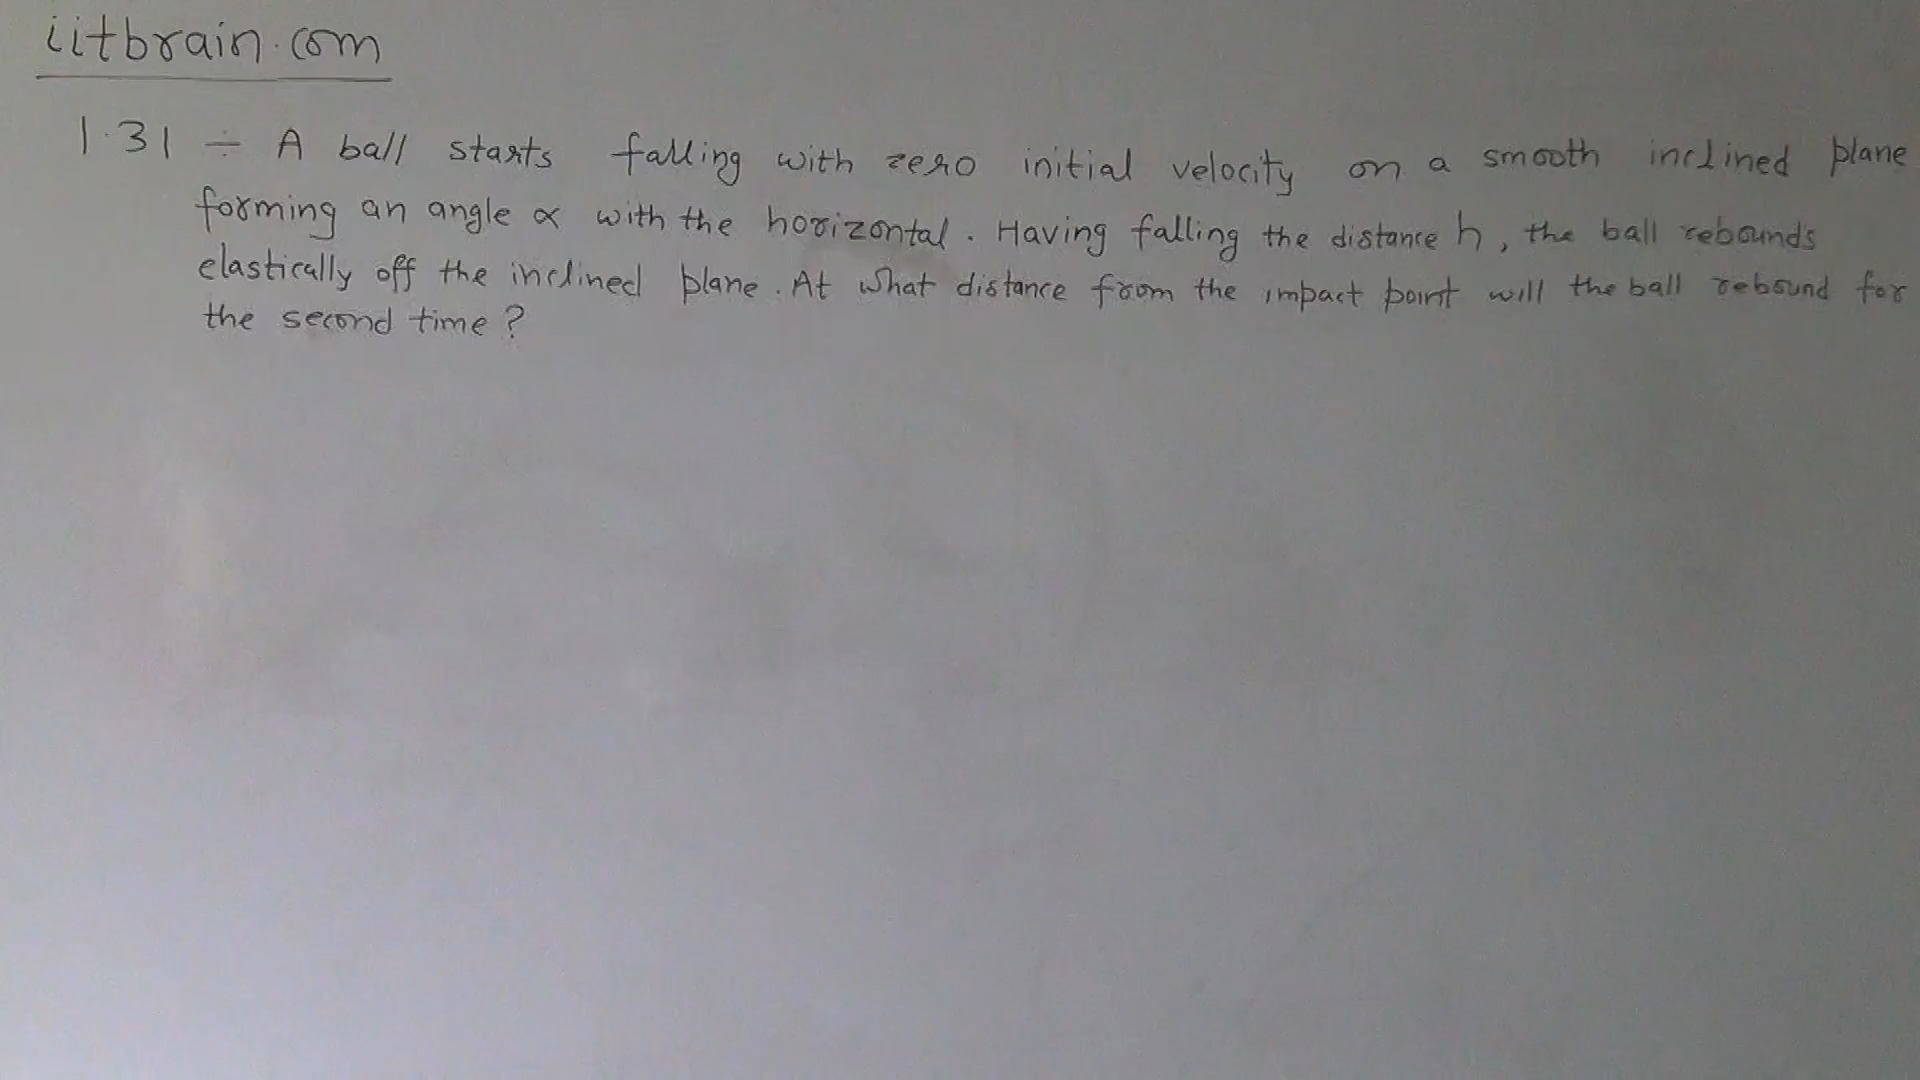 iitbrain.com
1.31 ÷ A ball starts falling with zero initial velocity on a smooth inclined plane
forming an angle α with the horizontal. Having falling the distance h, the ball rebounds
elastically off the inclined plane. At what distance from the impact point will the ball rebound for
the second time?